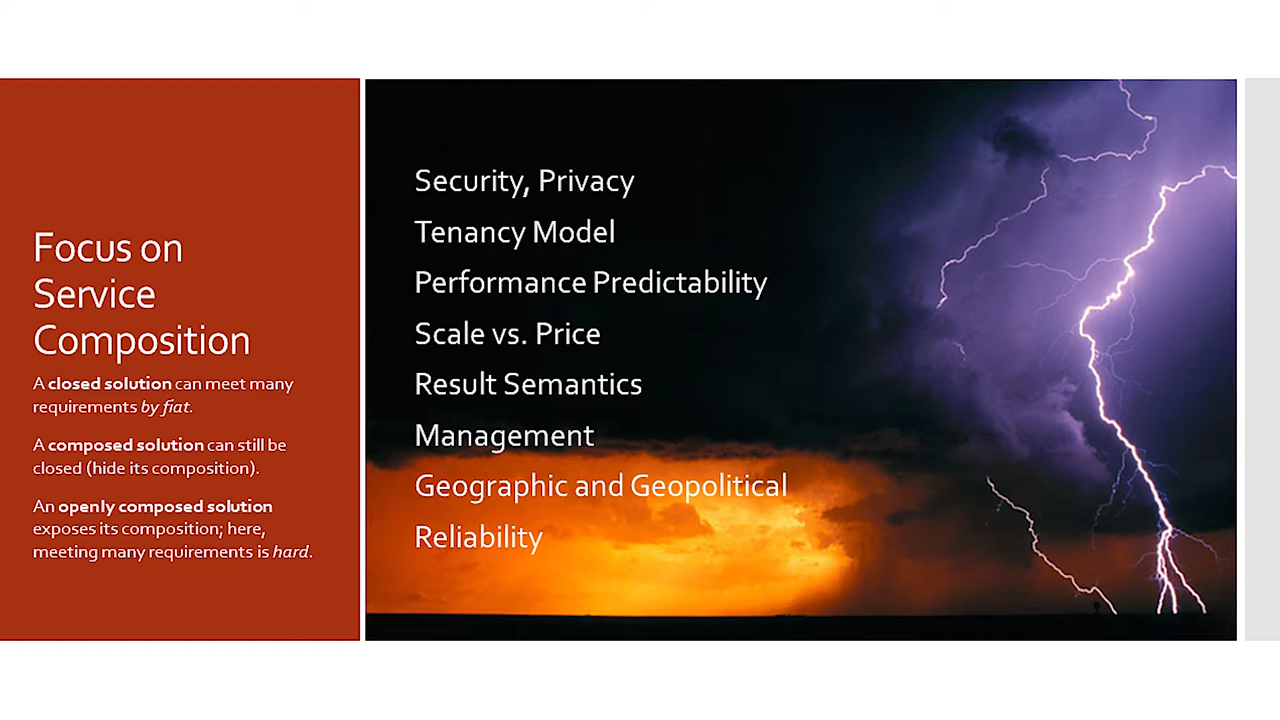 Focus on
Service
Composition
A closed solution can meet many
requirements by fiat.
A composed solution can still be
closed (hide its composition).
An openly composed solution
exposes its composition; here,
meeting many requirements is hard.
Security, Privacy
Tenancy Model
Performance Predictability
Scale vs. Price
Result Semantics
Management
Geographic and Geopolitical
Reliability